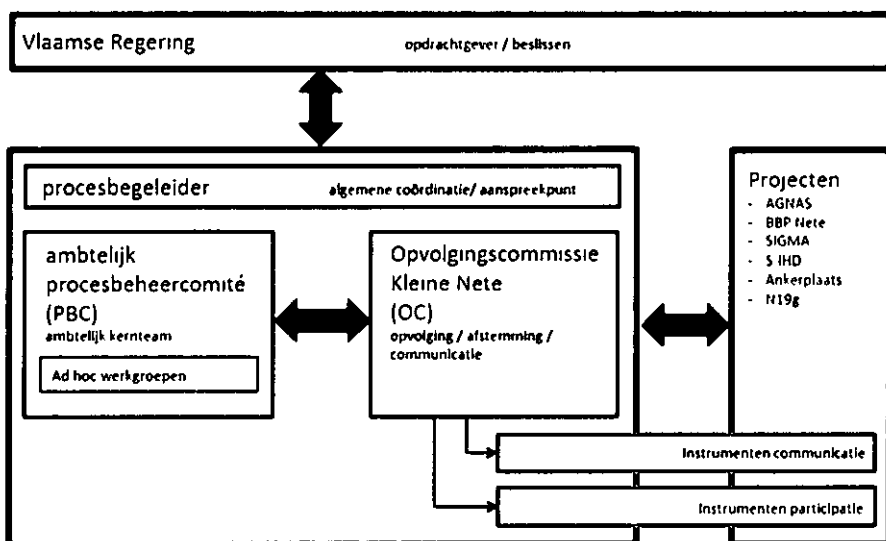 Vlaamse Regering opdrachtgever / beslissen
procesbegeleider algemene coördinatie/ aanspreekpunt
ambtelijk
procesbeheercomité
(PBC)
ambtelijk kernteam
Ad hoc werkgroepen
Opvolgingscommissie
Kleine Nete
(OC)
opvolging / afstemming /
communicatie
Projecten
- AGNAS
- BBP Nete
- SIGMA
- S IHD
- Ankerplaats
- N19g
Instrumenten communicatie
Instrumenten participatie